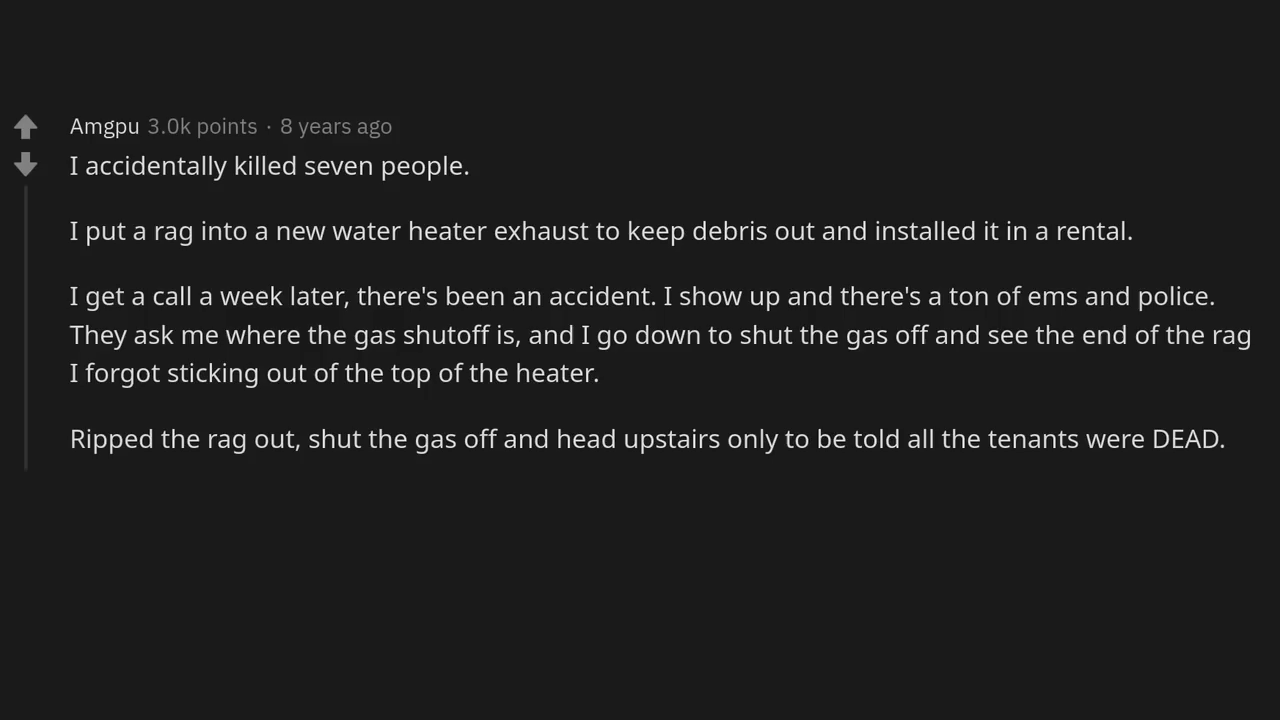 Amgpu 3.0k points · 8 years ago
I accidentally killed seven people.
I put a rag into a new water heater exhaust to keep debris out and installed it in a rental.
I get a call a week later, there's been an accident. I show up and there's a ton of ems and police.
They ask me where the gas shutoff is, and I go down to shut the gas off and see the end of the rag
I forgot sticking out of the top of the heater.
Ripped the rag out, shut the gas off and head upstairs only to be told all the tenants were DEAD.